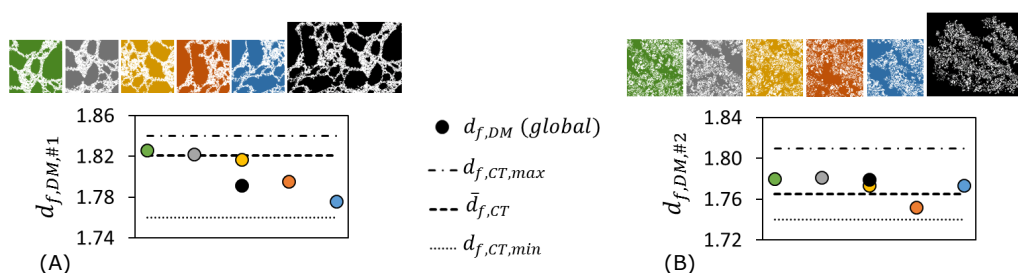 d_{f,DM,#1}
1.86
1.82
1.78
1.74
(A)
d_{f,DM} (global)
d_{f,CT,max}
d̄_{f,CT}
d_{f,CT,min}
d_{f,DM,#2}
1.84
1.80
1.76
1.72
(B)